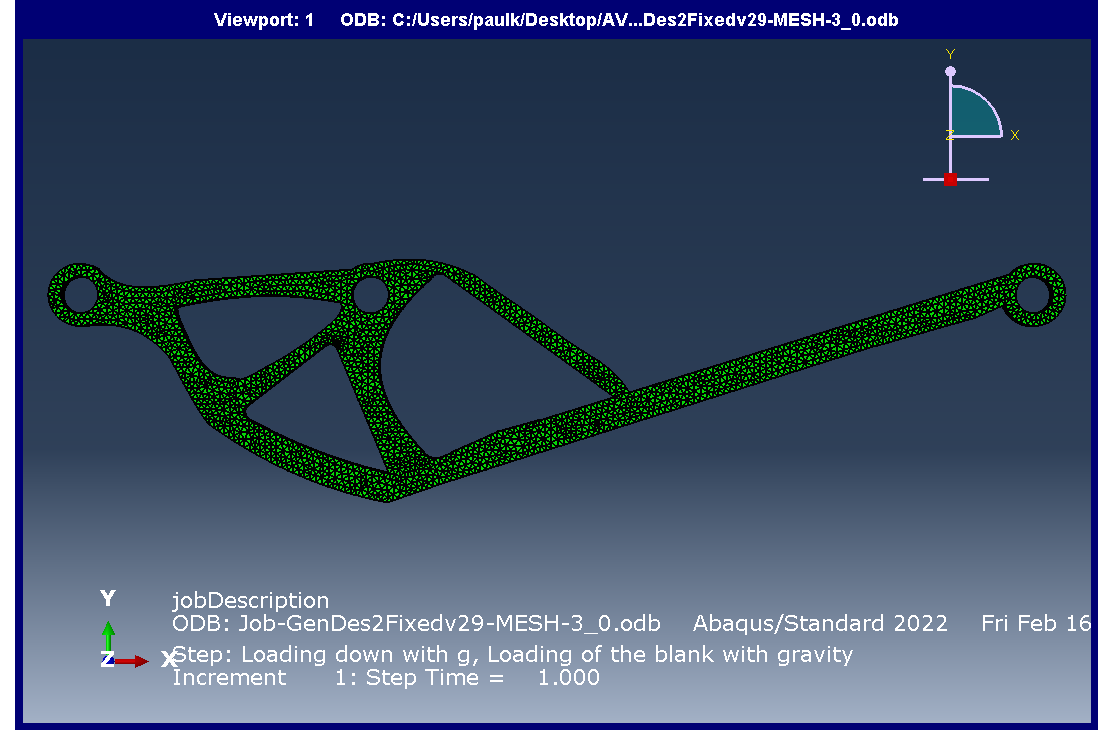 Viewport: 1 ODB: C:/Users/paulk/Desktop/AV...Des2Fixedv29-MESH-3_0.odb
Y
Z X
Y
jobDescription
ODB: Job-GenDes2Fixedv29-MESH-3_0.odb Abaqus/Standard 2022 Fri Feb 16
Z X Step: Loading down with g, Loading of the blank with gravity
Increment 1: Step Time = 1.000